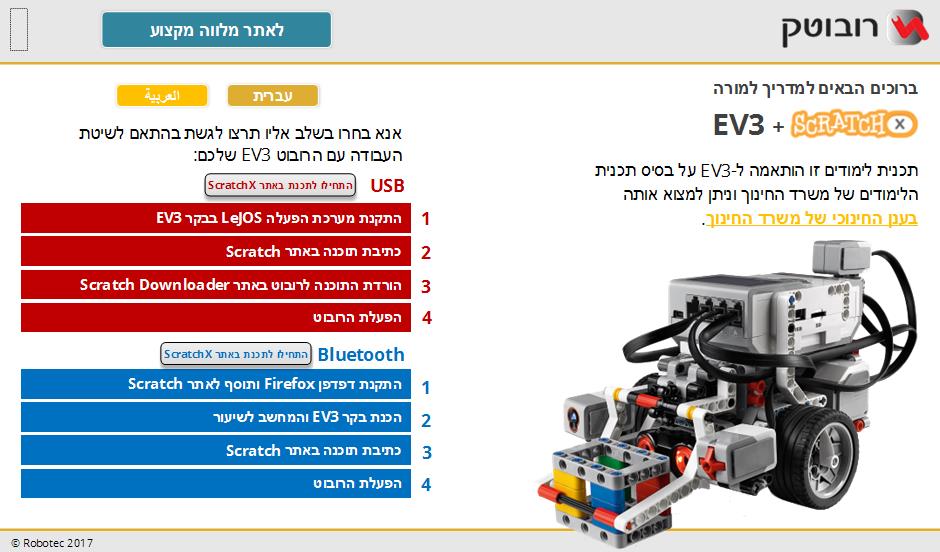 רובוטק
לאתר מלווה מקצוע
ברוכים הבאים למדריך למורה
EV3 + SCRATCH X
תכנית לימודים זו הותאמה ל-EV3 על בסיס תכנית
הלימודים של משרד החינוך וניתן למצוא אותה
בענן החינוכי של משרד החינוך.
עברית
العربية
אנא בחרו בשלב אליו תרצו לגשת בהתאם לשיטת
העבודה עם הרובוט EV3 שלכם:
USB
התחילו לתכנת באתר ScratchX
1 התקנת מערכת הפעלה LeJOS בבקר EV3
2 כתיבת תוכנה באתר Scratch
3 הורדת התוכנה לרובוט באתר Scratch Downloader
4 הפעלת הרובוט
Bluetooth
התחילו לתכנת באתר ScratchX
1 התקנת דפדפן Firefox ותוסף לאתר Scratch
2 הכנת בקר EV3 והמחשב לשיעור
3 כתיבת תוכנה באתר Scratch
4 הפעלת הרובוט
© Robotec 2017